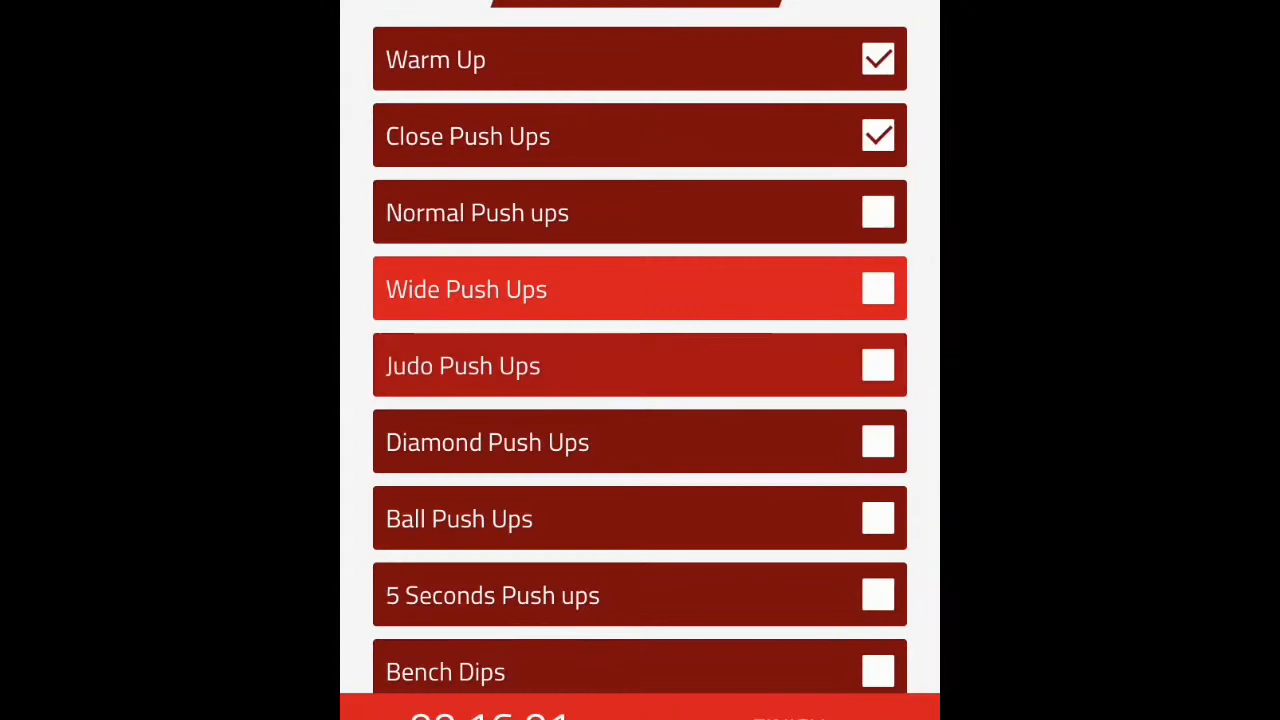 Warm Up
Close Push Ups
Normal Push ups
Wide Push Ups
Judo Push Ups
Diamond Push Ups
Ball Push Ups
5 Seconds Push ups
Bench Dips